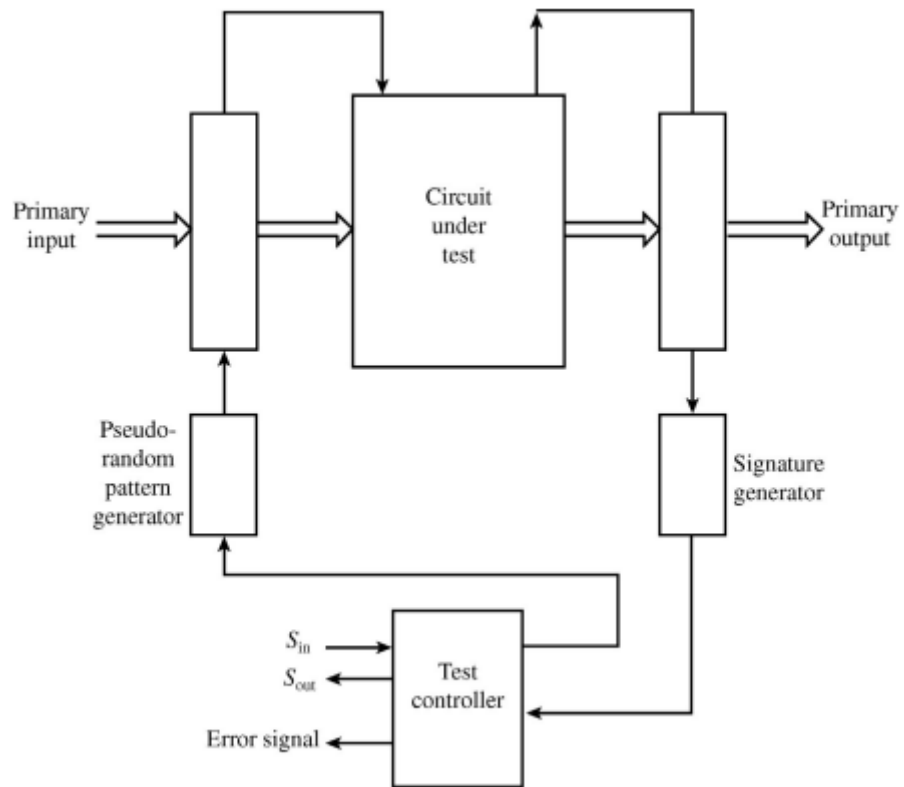 Circuit
under
test
Primary
input
Primary
output
Pseudo-
random
pattern
generator
Signature
generator
S_in
S_out
Error signal
Test
controller